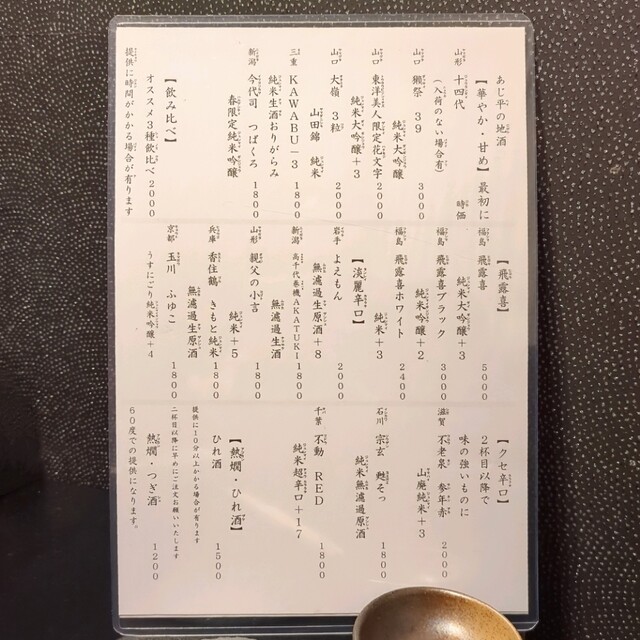 あじ平の地酒
【華やか・甘め】最初に
山形 十四代 時価
（入荷のない場合有）
山口 獺祭 39 3000
純米大吟醸
山口 東洋美人限定花文字 2000
純米大吟醸+3
山口 大嶺 3粒 2000
山田錦 純米
三重 KAWABU-3 1800
純米生酒おりがらみ
新潟 今代司 つばくろ 1800
春限定純米吟醸
【飲み比べ】
オススメ3種飲比べ 2000
提供に時間がかかる場合が有ります
【飛露喜】
福島 飛露喜 5000
純米大吟醸+3
福島 飛露喜ブラック 3000
純米吟醸+2
福島 飛露喜ホワイト 2400
純米+3
【淡麗辛口】
岩手 よえもん 2000
無濾過生原酒+8
新潟 高千代巻機AKATUKI 1800
無濾過生酒
山形 親父の小言 1800
純米+5
兵庫 香住鶴 きもと純米 1800
無濾過生原酒
京都 玉川 ふゆこ 1800
うすにごり純米吟醸+4
【クセ辛口】
2杯目以降で
味の強いものに
滋賀 不老泉 参年赤 2000
山廃純米+3
石川 宗玄 甦そっ 1800
純米無濾過原酒
千葉 不動 RED 1800
純米超辛口+17
【熱燗・ひれ酒】
ひれ酒 1500
提供に10分以上かかる場合が有ります
二杯目以降に早めにご注文お願いいたします
熱燗・つぎ酒 1200
60度での提供になります。